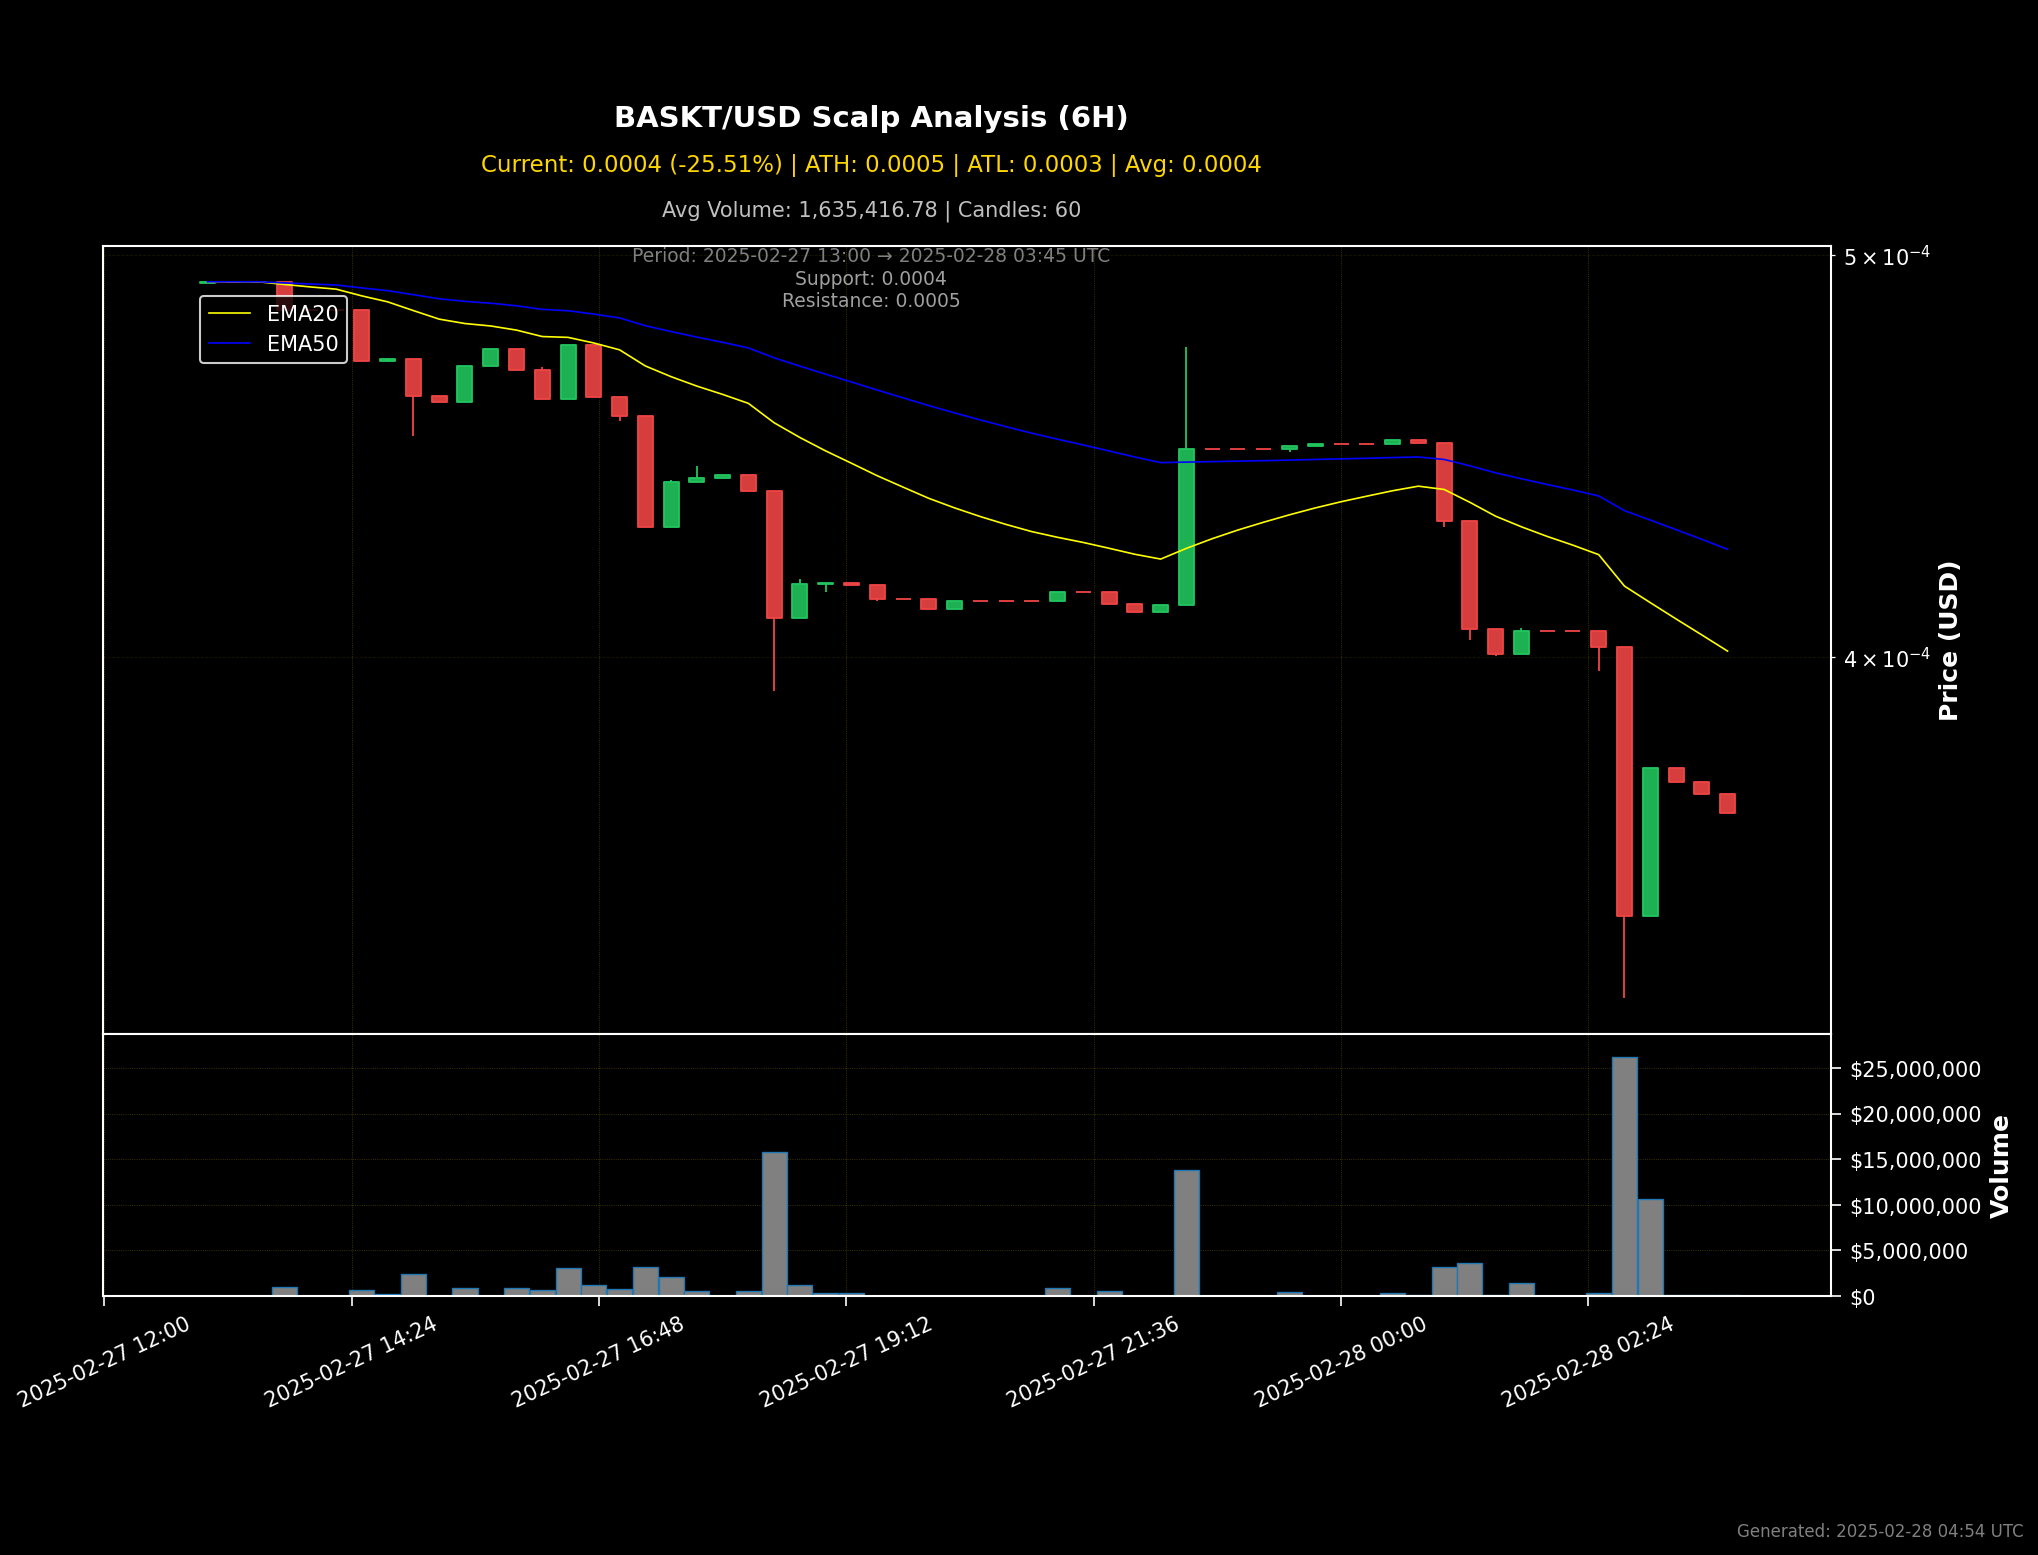 BASKT/USD Scalp Analysis (6H)
Current: 0.0004 (-25.51%) | ATH: 0.0005 | ATL: 0.0003 | Avg: 0.0004
Avg Volume: 1,635,416.78 | Candles: 60
Period: 2025-02-27 13:00 → 2025-02-28 03:45 UTC
Support: 0.0004
Resistance: 0.0005
EMA20
EMA50
5 × 10⁻⁴
4 × 10⁻⁴
Price (USD)
$25,000,000
$20,000,000
$15,000,000
$10,000,000
$5,000,000
$0
Volume
2025-02-27 12:00
2025-02-27 14:24
2025-02-27 16:48
2025-02-27 19:12
2025-02-27 21:36
2025-02-28 00:00
2025-02-28 02:24
Generated: 2025-02-28 04:54 UTC